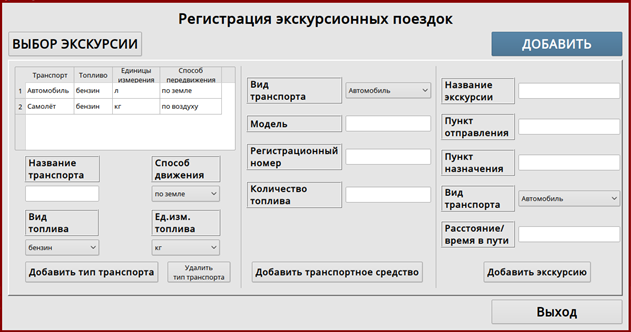 Регистрация экскурсионных поездок
ВЫБОР ЭКСКУРСИИ
ДОБАВИТЬ
Транспорт Топливо Единицы измерения Способ передвижения
1 Автомобиль бензин л по земле
2 Самолёт бензин кг по воздуху
Название
транспорта
Способ
движения
по земле
Вид
топлива
Ед.изм.
топлива
бензин
кг
Добавить тип транспорта
Удалить
тип транспорта
Вид
транспорта
Автомобиль
Модель
Регистрационный
номер
Количество
топлива
Добавить транспортное средство
Название
экскурсии
Пункт
отправления
Пункт
назначения
Вид
транспорта
Автомобиль
Расстояние/
время в пути
Добавить экскурсию
Выход